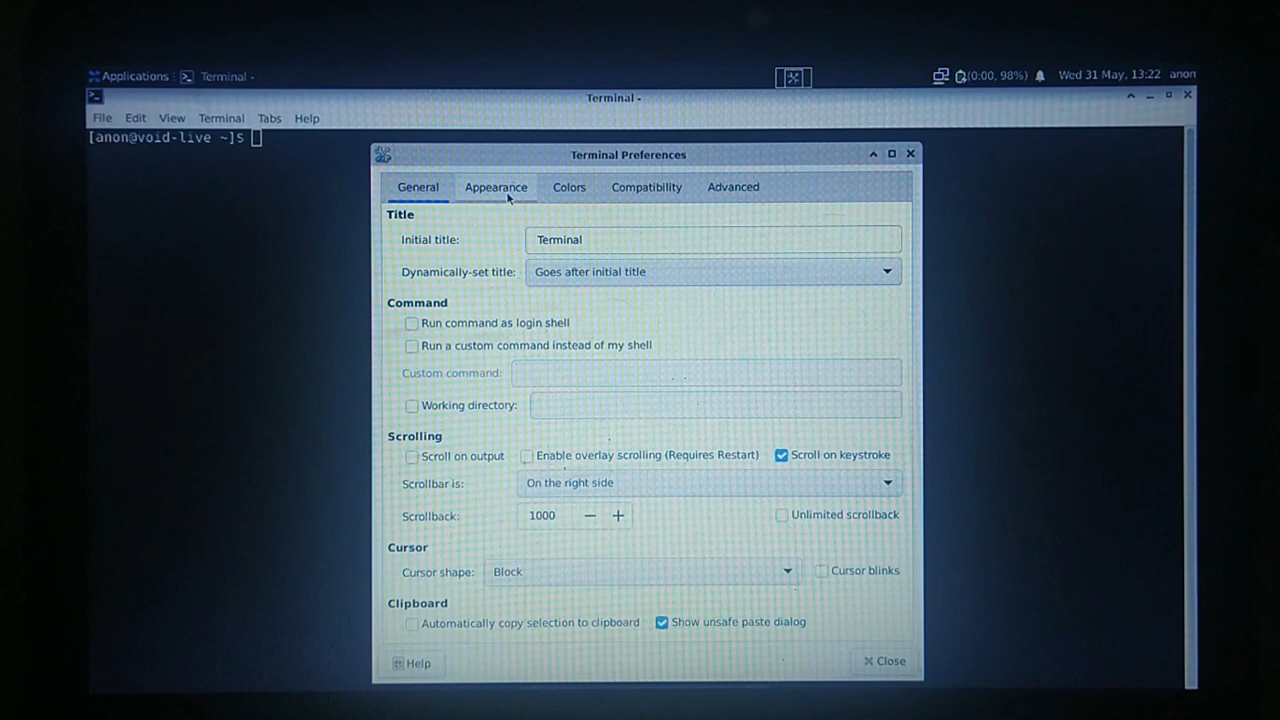 Applications Terminal - (0:00, 98%) Wed 31 May, 13:22 anon
Terminal -
File Edit View Terminal Tabs Help
[anon@void-live ~]$
Terminal Preferences
General Appearance Colors Compatibility Advanced
Title
Initial title: Terminal
Dynamically-set title: Goes after initial title
Command
Run command as login shell
Run a custom command instead of my shell
Custom command:
Working directory:
Scrolling
Scroll on output Enable overlay scrolling (Requires Restart) Scroll on keystroke
Scrollbar is: On the right side
Scrollback: 1000 Unlimited scrollback
Cursor
Cursor shape: Block Cursor blinks
Clipboard
Automatically copy selection to clipboard Show unsafe paste dialog
Help Close